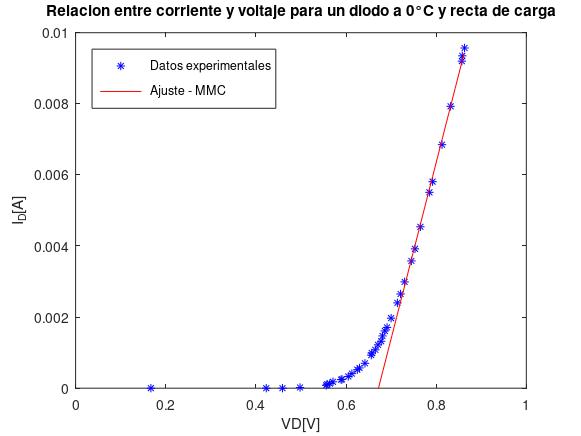 Relacion entre corriente y voltaje para un diodo a 0°C y recta de carga
0.01
Datos experimentales
Ajuste - MMC
0.008
0.006
I_D[A]
0.004
0.002
0
0 0.2 0.4 0.6 0.8 1
VD[V]